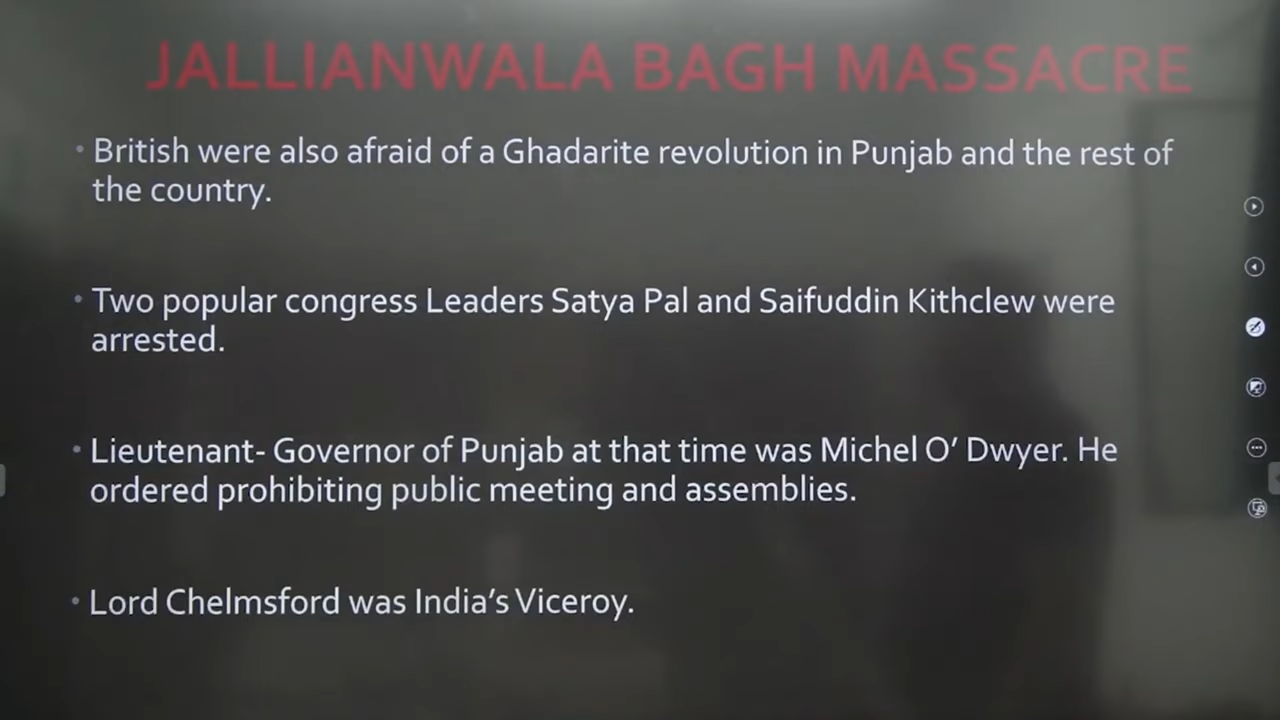 JALLIANWALA BAGH MASSACRE
• British were also afraid of a Ghadarite revolution in Punjab and the rest of
the country.
• Two popular congress Leaders Satya Pal and Saifuddin Kithclew were
arrested.
• Lieutenant- Governor of Punjab at that time was Michel O’ Dwyer. He
ordered prohibiting public meeting and assemblies.
• Lord Chelmsford was India’s Viceroy.